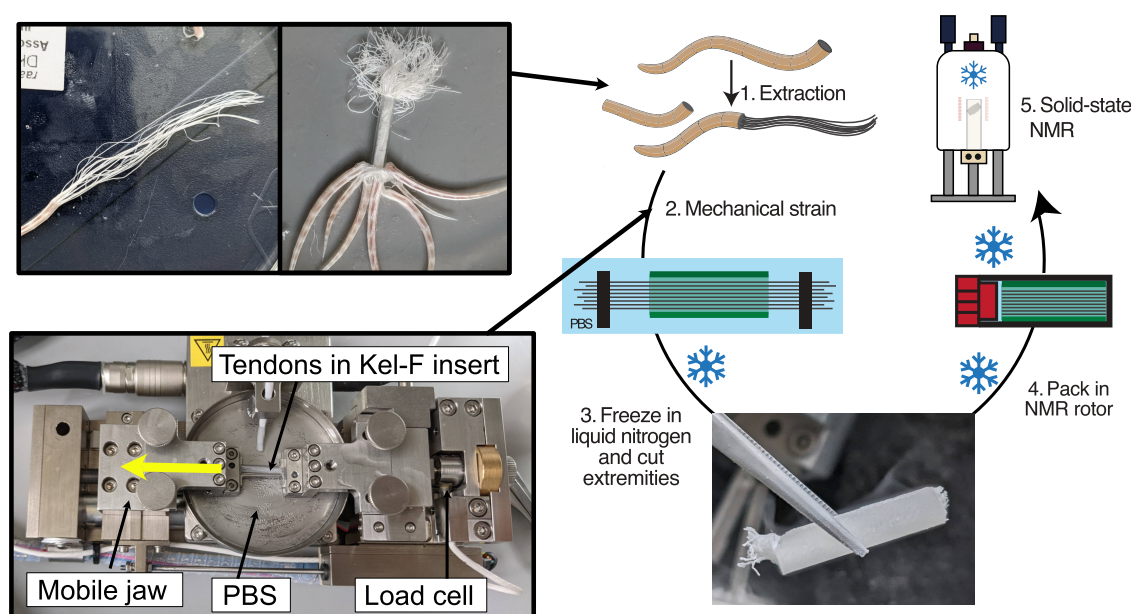 1. Extraction
5. Solid-state
NMR
2. Mechanical strain
PBS
Tendons in Kel-F insert
3. Freeze in
liquid nitrogen
and cut
extremities
4. Pack in
NMR rotor
Mobile jaw
PBS
Load cell